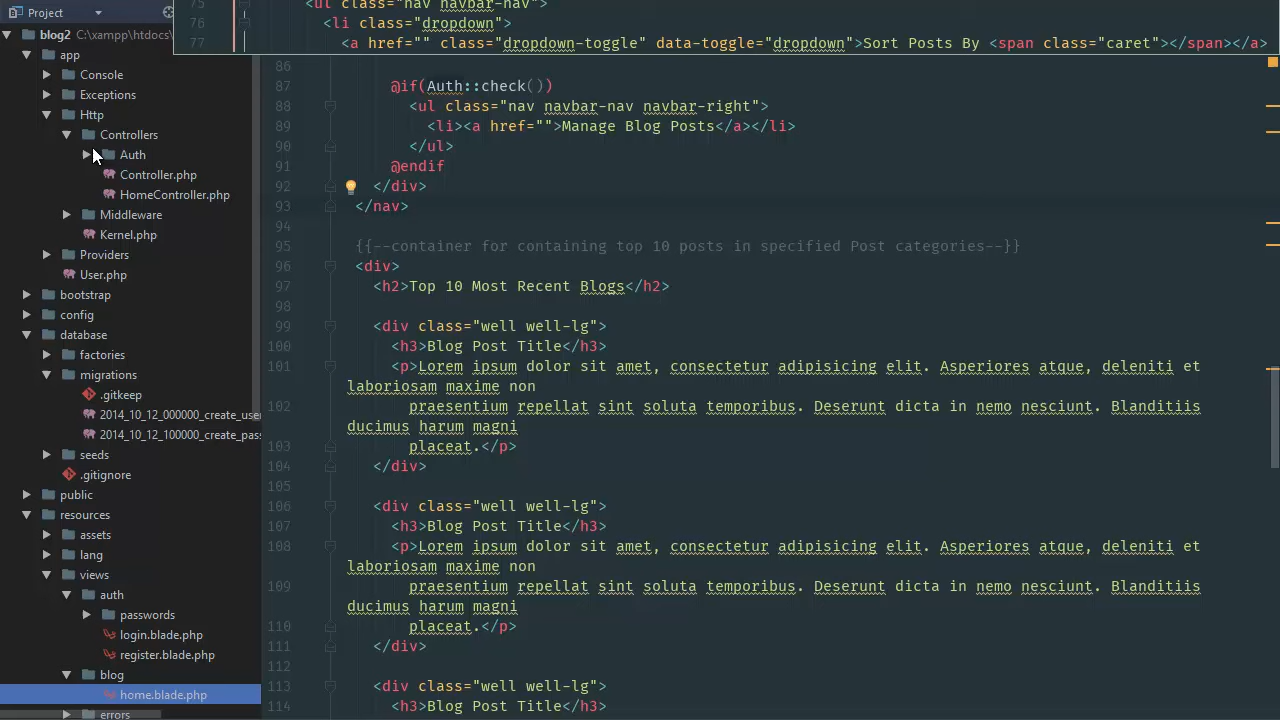 Project
blog2 C:\xampp\htdocs\
app
Console
Exceptions
Http
Controllers
Auth
Controller.php
HomeController.php
Middleware
Kernel.php
Providers
User.php
bootstrap
config
database
factories
migrations
.gitkeep
2014_10_12_000000_create_use
2014_10_12_100000_create_pas
seeds
.gitignore
public
resources
assets
lang
views
auth
passwords
login.blade.php
register.blade.php
blog
home.blade.php
errors
75 <ul class="nav navbar-nav">
76 <li class="dropdown">
77 <a href="" class="dropdown-toggle" data-toggle="dropdown">Sort Posts By <span class="caret"></span></a>
86
87 @if(Auth::check())
88 <ul class="nav navbar-nav navbar-right">
89 <li><a href="">Manage Blog Posts</a></li>
90 </ul>
91 @endif
92 </div>
93 </nav>
94
95 {{--container for containing top 10 posts in specified Post categories--}}
96 <div>
97 <h2>Top 10 Most Recent Blogs</h2>
98
99 <div class="well well-lg">
100 <h3>Blog Post Title</h3>
101 <p>Lorem ipsum dolor sit amet, consectetur adipisicing elit. Asperiores atque, deleniti et
laboriosam maxime non
102 praesentium repellat sint soluta temporibus. Deserunt dicta in nemo nesciunt. Blanditiis
ducimus harum magni
103 placeat.</p>
104 </div>
105
106 <div class="well well-lg">
107 <h3>Blog Post Title</h3>
108 <p>Lorem ipsum dolor sit amet, consectetur adipisicing elit. Asperiores atque, deleniti et
laboriosam maxime non
109 praesentium repellat sint soluta temporibus. Deserunt dicta in nemo nesciunt. Blanditiis
ducimus harum magni
110 placeat.</p>
111 </div>
112
113 <div class="well well-lg">
114 <h3>Blog Post Title</h3>